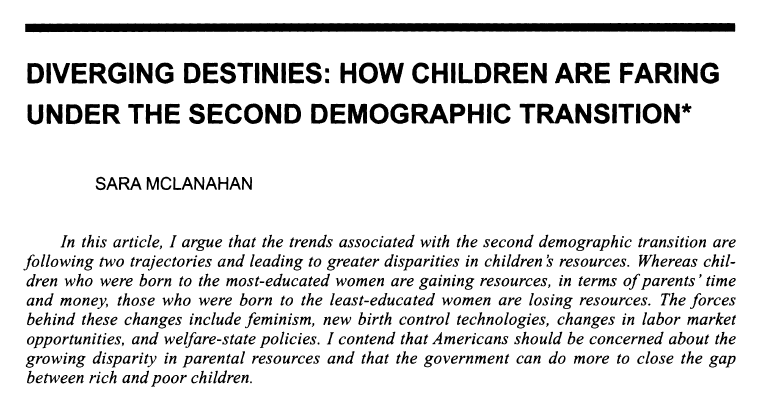 DIVERGING DESTINIES: HOW CHILDREN ARE FARING
UNDER THE SECOND DEMOGRAPHIC TRANSITION*
SARA MCLANAHAN
In this article, I argue that the trends associated with the second demographic transition are
following two trajectories and leading to greater disparities in children's resources. Whereas chil-
dren who were born to the most-educated women are gaining resources, in terms of parents' time
and money, those who were born to the least-educated women are losing resources. The forces
behind these changes include feminism, new birth control technologies, changes in labor market
opportunities, and welfare-state policies. I contend that Americans should be concerned about the
growing disparity in parental resources and that the government can do more to close the gap
between rich and poor children.